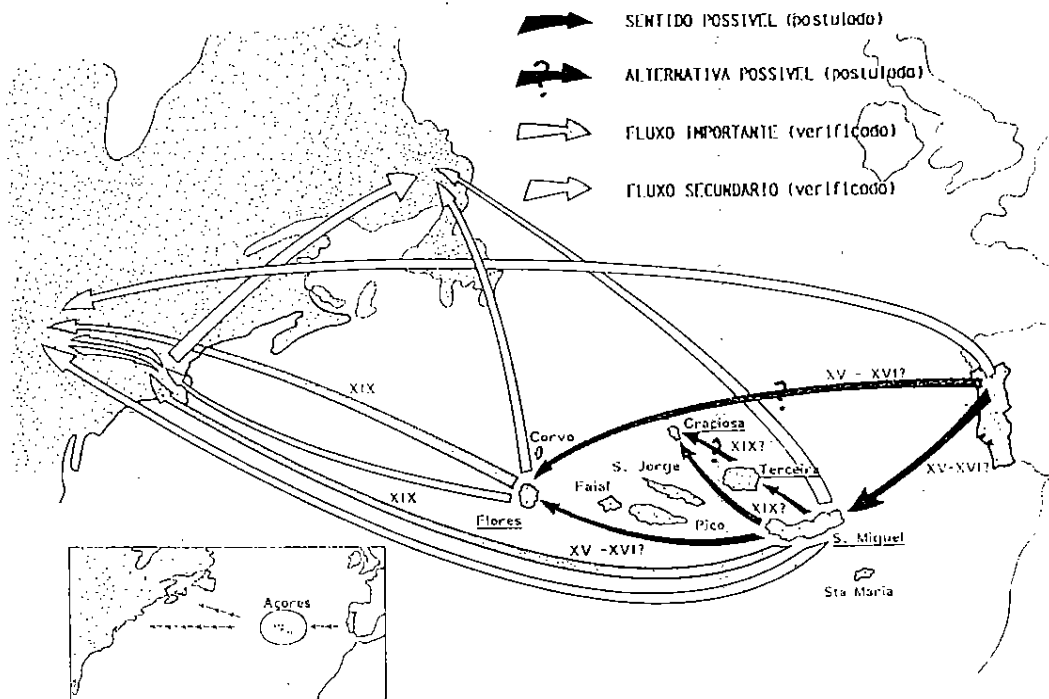 SENTIDO POSSIVEL (postulado)
?
ALTERNATIVA POSSIVEL (postulada)
FLUXO IMPORTANTE (verificado)
FLUXO SECUNDARIO (verificado)
XIX
XV - XVI?
?
Corvo
Graciosa
XIX?
?
S. Jorge
Terceira
XV-XVI?
Faial
XIX
Flores
Pico
XIX?
XV -XVI?
S. Miguel
Sta Maria
Açores